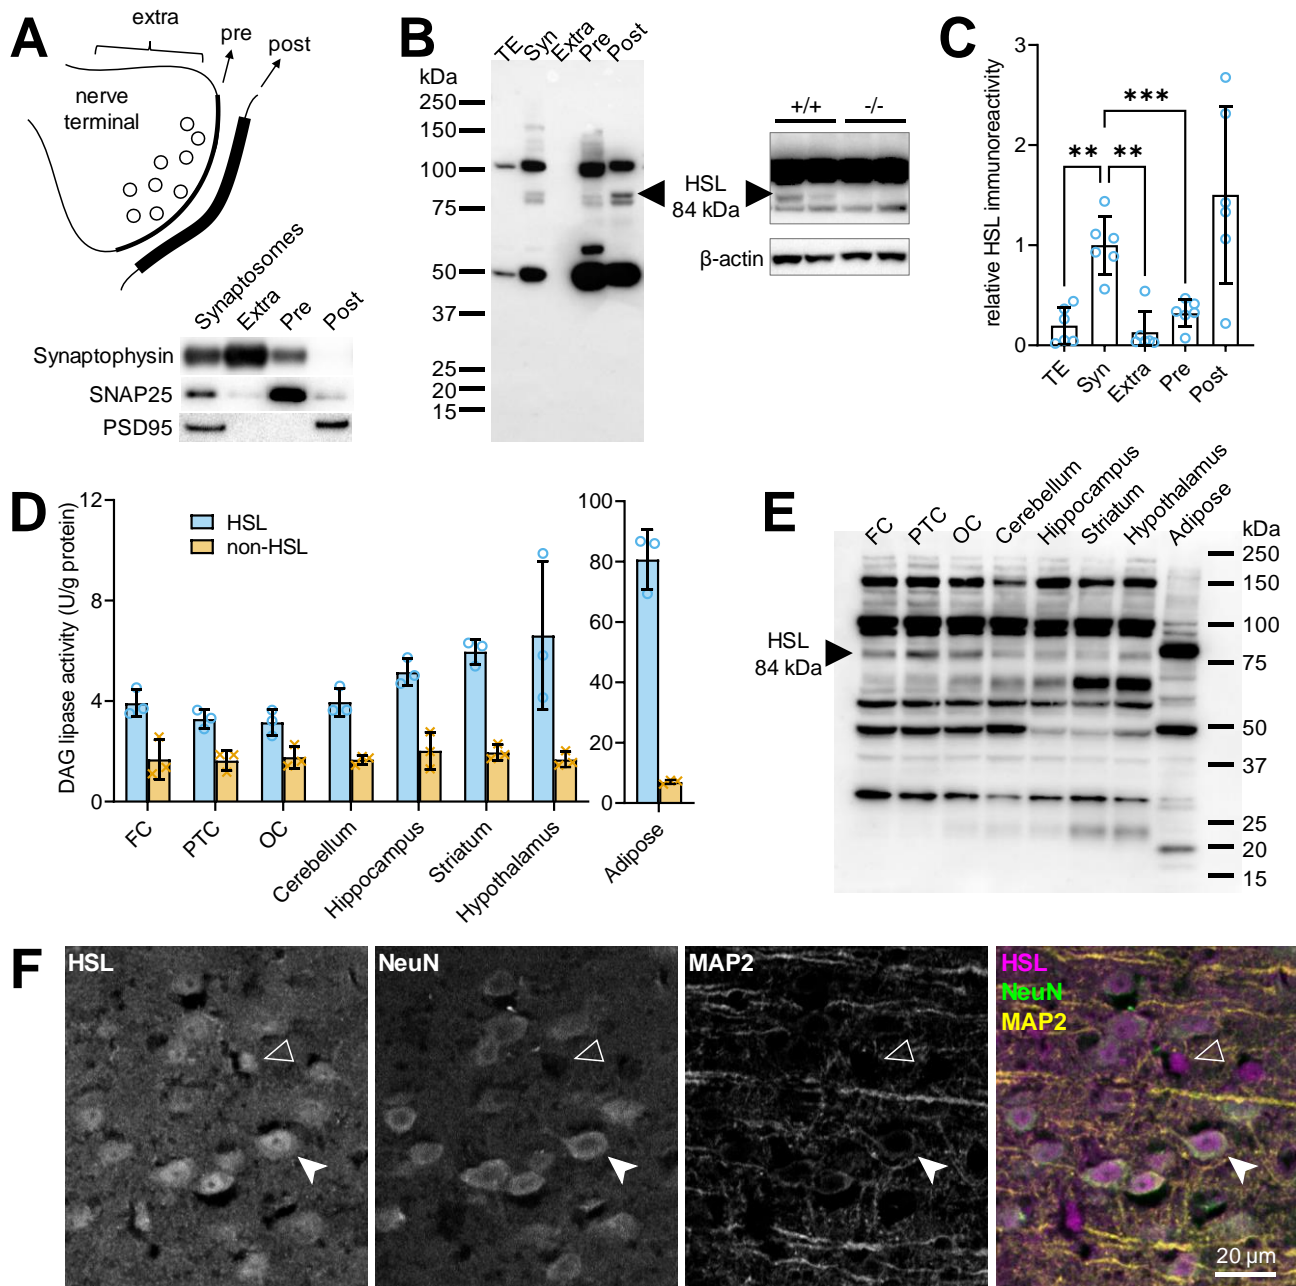 A
extra
pre
post
nerve
terminal
Synaptosomes
Extra
Pre
Post
Synaptophysin
SNAP25
PSD95
B
TE
Syn
Extra
Pre
Post
kDa
250
150
100
75
50
37
25
20
15
HSL
84 kDa
+/+
-/-
β-actin
C
relative HSL immunoreactivity
3
2
1
0
**
**
***
TE
Syn
Extra
Pre
Post
D
DAG lipase activity (U/g protein)
12
8
4
0
HSL
non-HSL
100
80
60
40
20
0
FC
PTC
OC
Cerebellum
Hippocampus
Striatum
Hypothalamus
Adipose
E
FC
PTC
OC
Cerebellum
Hippocampus
Striatum
Hypothalamus
Adipose
kDa
250
150
100
75
50
37
25
20
15
HSL
84 kDa
F
HSL
NeuN
MAP2
HSL
NeuN
MAP2
20 µm